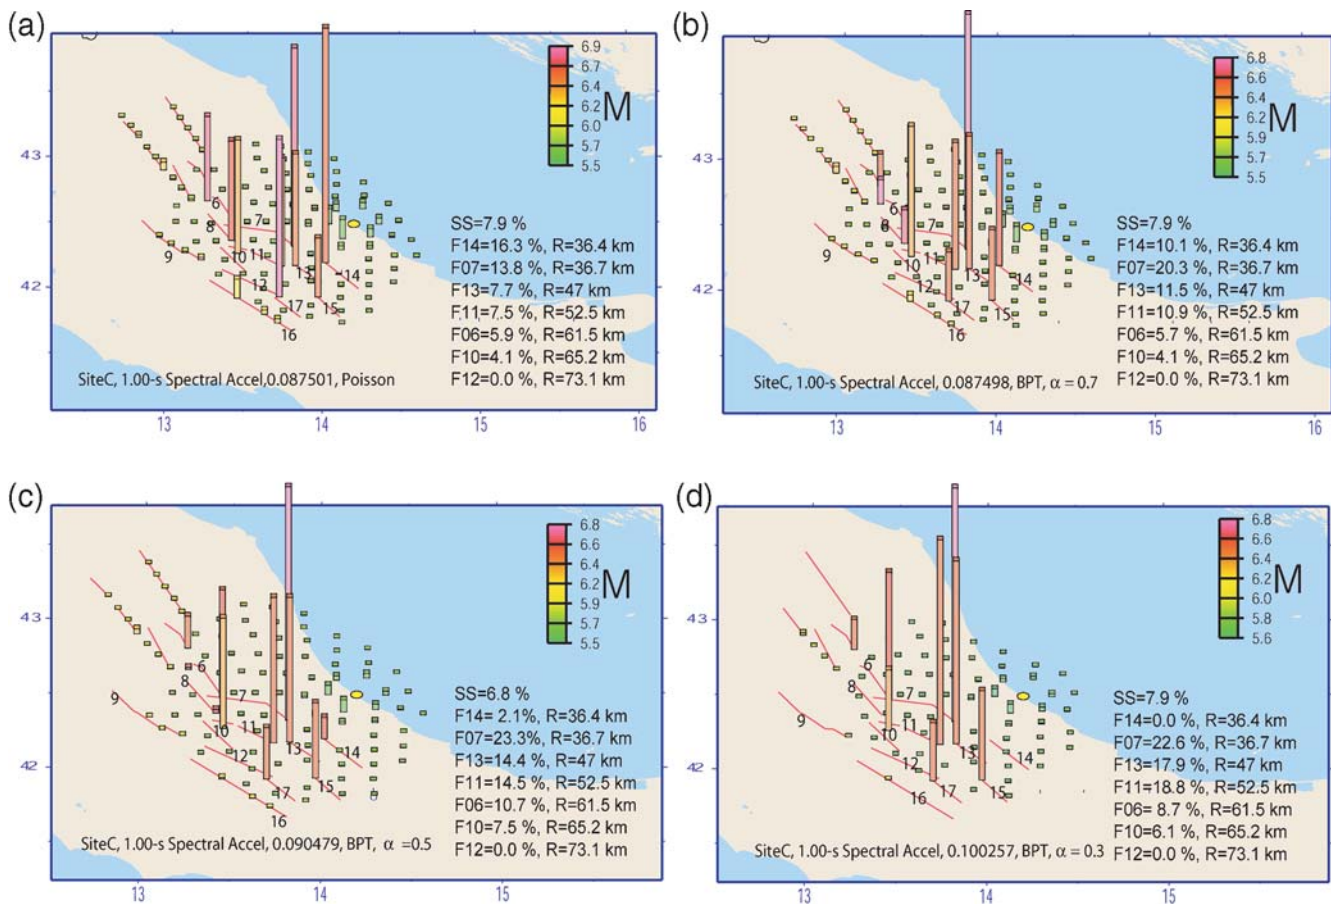 (a)
6.9
6.7
6.4
6.2
6.0
5.7
5.5
M
43
42
6
7
8
9
10
11
12
13
14
15
16
17
SS=7.9 %
F14=16.3 %, R=36.4 km
F07=13.8 %, R=36.7 km
F13=7.7 %, R=47 km
F11=7.5 %, R=52.5 km
F06=5.9 %, R=61.5 km
F10=4.1 %, R=65.2 km
F12=0.0 %, R=73.1 km
SiteC, 1.00-s Spectral Accel,0.087501, Poisson
13 14 15 16
(b)
6.8
6.6
6.4
6.2
5.9
5.7
5.5
M
43
42
6
7
8
9
10
11
12
13
14
15
16
17
SS=7.9 %
F14=10.1 %, R=36.4 km
F07=20.3 %, R=36.7 km
F13=11.5 %, R=47 km
F11=10.9 %, R=52.5 km
F06=5.7 %, R=61.5 km
F10=4.1 %, R=65.2 km
F12=0.0 %, R=73.1 km
SiteC, 1.00-s Spectral Accel, 0.087498, BPT, α = 0.7
13 14 15 16
(c)
6.8
6.6
6.4
6.2
5.9
5.7
5.5
M
43
42
6
7
8
9
10
11
12
13
14
15
16
17
SS=6.8 %
F14= 2.1%, R=36.4 km
F07=23.3%, R=36.7 km
F13=14.4 %, R=47 km
F11=14.5 %, R=52.5 km
F06=10.7 %, R=61.5 km
F10=7.5 %, R=65.2 km
F12=0.0 %, R=73.1 km
SiteC, 1.00-s Spectral Accel, 0.090479, BPT, α =0.5
13 14 15
(d)
6.8
6.6
6.4
6.2
6.0
5.8
5.6
M
43
42
6
7
8
9
10
11
12
13
14
15
16
17
SS=7.9 %
F14=0.0 %, R=36.4 km
F07=22.6 %, R=36.7 km
F13=17.9 %, R=47 km
F11=18.8 %, R=52.5 km
F06= 8.7 %, R=61.5 km
F10=6.1 %, R=65.2 km
F12=0.0 %, R=73.1 km
SiteC, 1.00-s Spectral Accel, 0.100257, BPT, α = 0.3
13 14 15